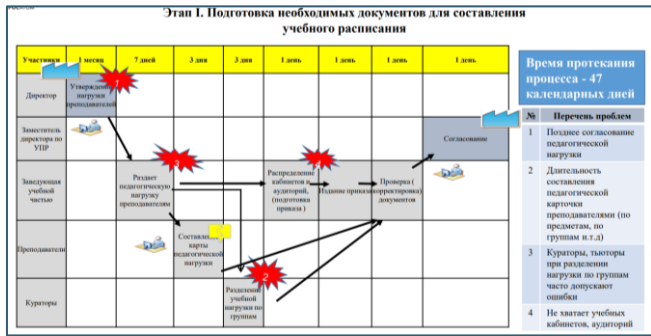 Этап I. Подготовка необходимых документов для составления
учебного расписания
Участники
1 месяц
7 дней
3 дня
3 дня
1 день
1 день
1 день
1 день
Директор
Утверждение
нагрузки
преподавателей
1
Заместитель
директора по
УПР
Согласование
Заведующая
учебной
частью
Раздает
педагогическую
нагрузку
преподавателям
Распределение
кабинетов и
аудиторий,
(подготовка
приказа )
Издание приказа
Проверка (
корректировка)
документов
Преподаватели
карты
педагогической
нагрузки
Кураторы
2
Разделение
учебной
нагрузки по
группам
Время протекания
процесса - 47
календарных дней
№ Перечень проблем
1 Позднее согласование
педагогической
нагрузки
2 Длительность
составления
педагогической
карточки
преподавателями (по
предметам, по
группам и.т.д)
3 Кураторы, тьюторы
при разделении
нагрузки по группам
часто допускают
ошибки
4 Не хватает учебных
кабинетов, аудиторий